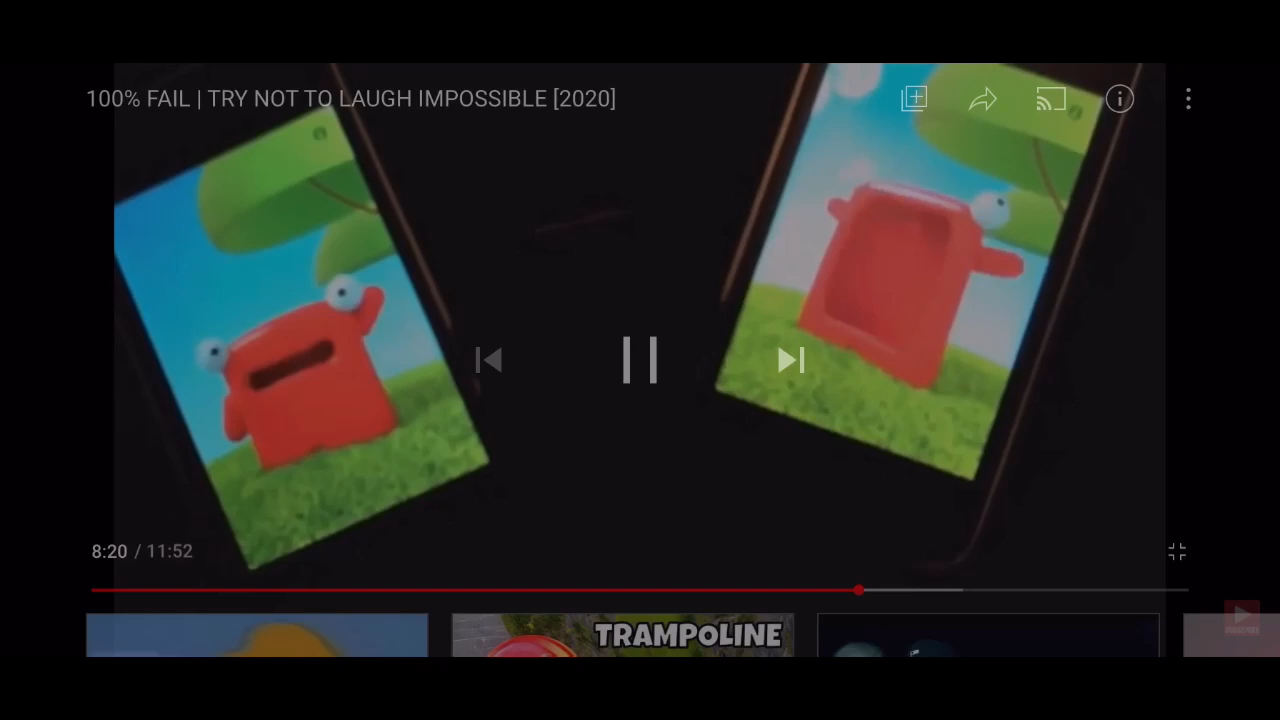 100% FAIL | TRY NOT TO LAUGH IMPOSSIBLE [2020]
8:20 / 11:52
TRAMPOLINE